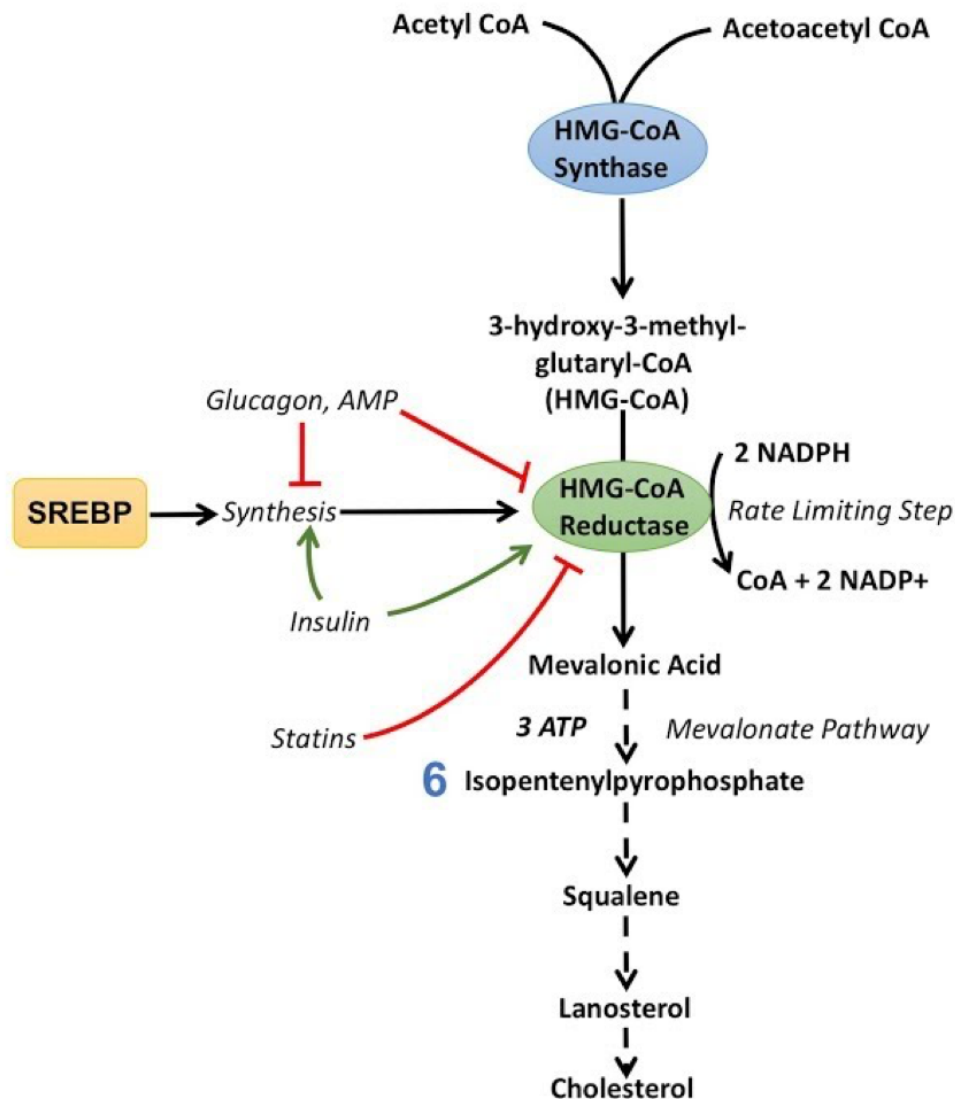 Acetyl CoA
Acetoacetyl CoA
HMG-CoA
Synthase
3-hydroxy-3-methyl-
glutaryl-CoA
(HMG-CoA)
Glucagon, AMP
2 NADPH
SREBP
Synthesis
HMG-CoA
Reductase
Rate Limiting Step
CoA + 2 NADP+
Insulin
Mevalonic Acid
Statins
3 ATP
Mevalonate Pathway
6 Isopentenylpyrophosphate
Squalene
Lanosterol
Cholesterol